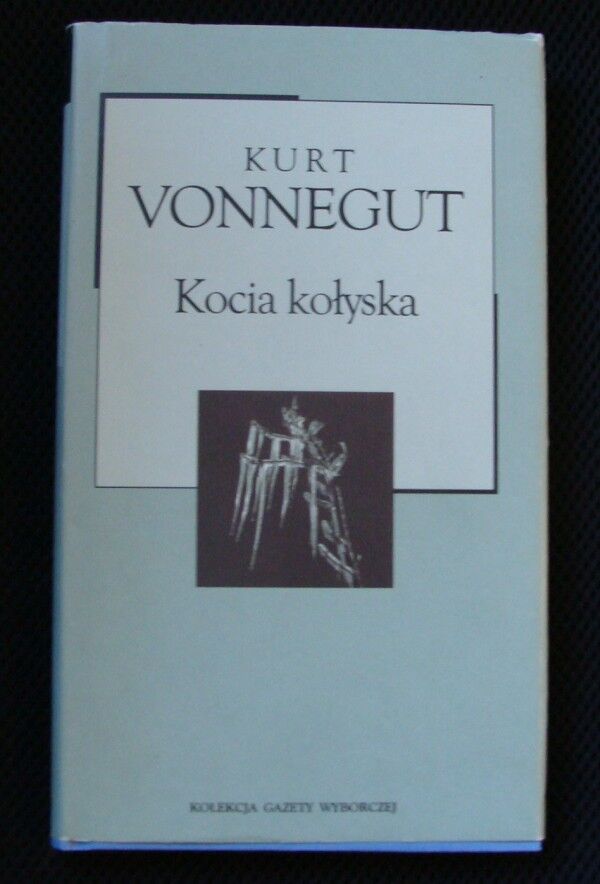 KURT
VONNEGUT
Kocia kołyska
KOLEKCJA GAZETY WYBORCZEJ